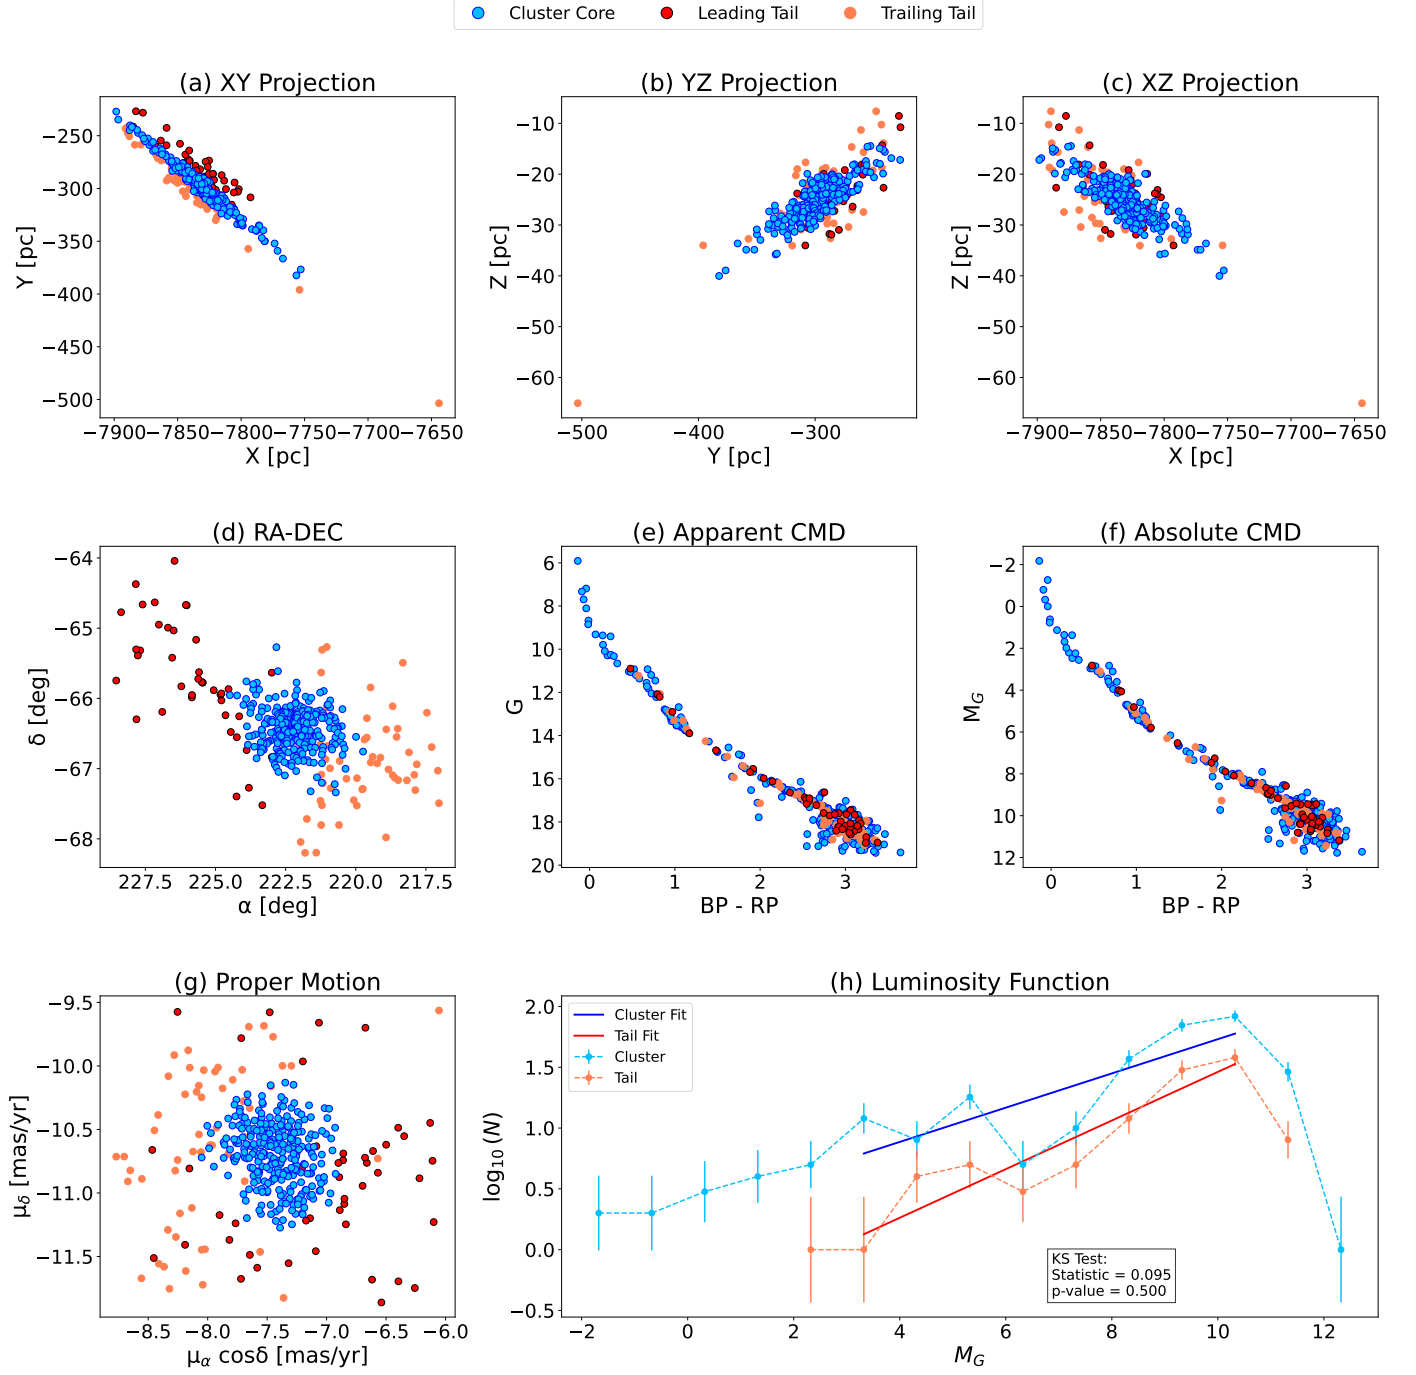 Cluster Core Leading Tail Trailing Tail
(a) XY Projection
−250
−300
−350
−400
−450
−500
Y [pc]
−7900 −7850 −7800 −7750 −7700 −7650
X [pc]
(b) YZ Projection
−10
−20
−30
−40
−50
−60
Z [pc]
−500 −400 −300
Y [pc]
(c) XZ Projection
−10
−20
−30
−40
−50
−60
Z [pc]
−7900 −7850 −7800 −7750 −7700 −7650
X [pc]
(d) RA-DEC
−64
−65
−66
−67
−68
δ [deg]
227.5 225.0 222.5 220.0 217.5
α [deg]
(e) Apparent CMD
6
8
10
12
14
16
18
20
G
0 1 2 3
BP - RP
(f) Absolute CMD
−2
0
2
4
6
8
10
12
M_G
0 1 2 3
BP - RP
(g) Proper Motion
−9.5
−10.0
−10.5
−11.0
−11.5
μ_δ [mas/yr]
−8.5 −8.0 −7.5 −7.0 −6.5 −6.0
μ_α cosδ [mas/yr]
(h) Luminosity Function
Cluster Fit
Tail Fit
Cluster
Tail
2.0
1.5
1.0
0.5
0.0
−0.5
log₁₀ (N)
KS Test:
Statistic = 0.095
p-value = 0.500
−2 0 2 4 6 8 10 12
M_G